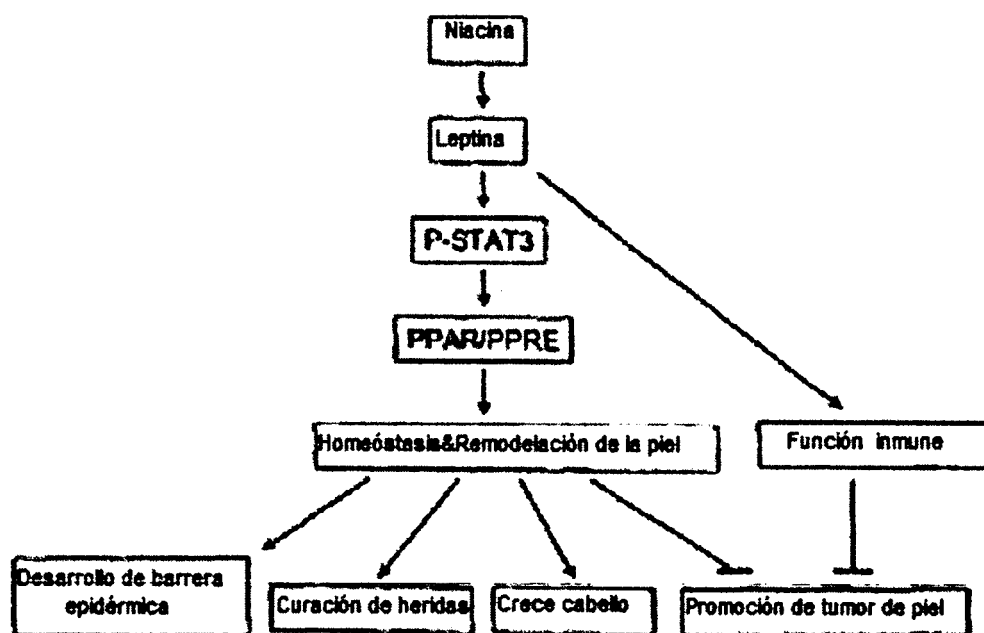 Niacina
Leptina
P-STAT3
PPAR/PPRE
Homeóstasis&Remodelación de la piel
Función inmune
Desarrollo de barrera
epidérmica
Curación de heridas
Crece cabello
Promoción de tumor de piel